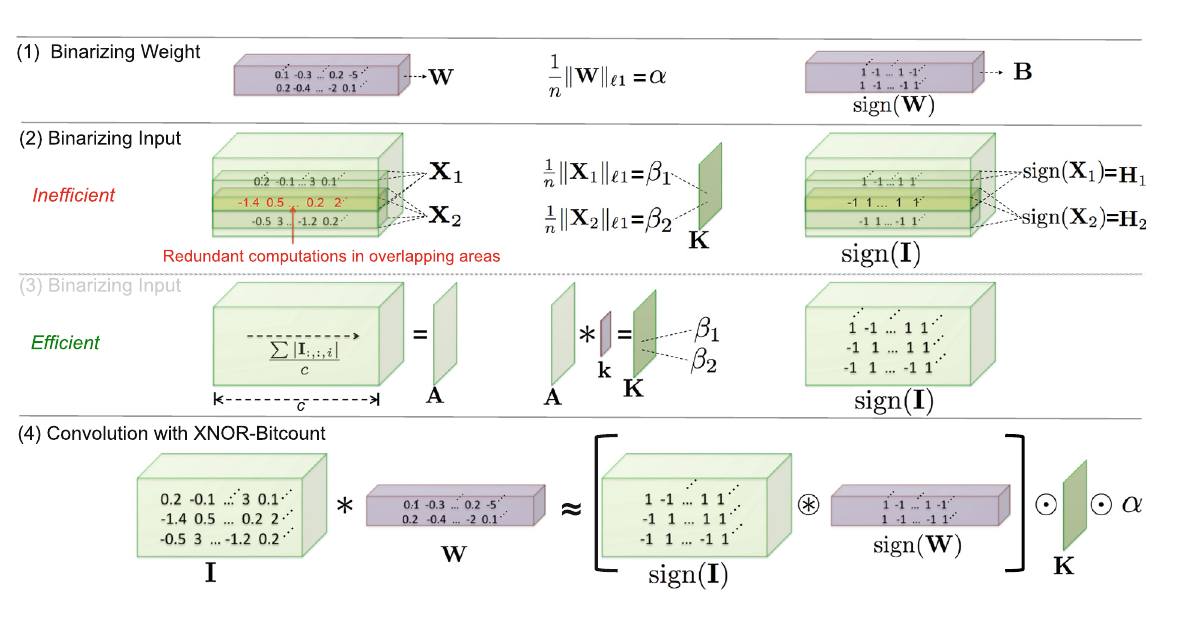 (1) Binarizing Weight
0.1 -0.3 ... 0.2 -5
0.2 -0.4 ... -2 0.1
W
1/n ‖W‖ℓ1 = α
1 -1 ... 1 -1
1 -1 ... -1 1
B
sign(W)
(2) Binarizing Input
Inefficient
0.2 -0.1 ... 3 0.1
-1.4 0.5 ... 0.2 2
-0.5 3 ... -1.2 0.2
X1
X2
Redundant computations in overlapping areas
1/n ‖X1‖ℓ1 = β1
1/n ‖X2‖ℓ1 = β2
K
1 -1 ... 1 1
-1 1 ... 1 1
-1 1 ... -1 1
sign(X1)=H1
sign(X2)=H2
sign(I)
(3) Binarizing Input
Efficient
∑ |I:,:,i|
c
c
=
A
A
*
k
=
K
β1
β2
1 -1 ... 1 1
-1 1 ... 1 1
-1 1 ... -1 1
sign(I)
(4) Convolution with XNOR-Bitcount
0.2 -0.1 ... 3 0.1
-1.4 0.5 ... 0.2 2
-0.5 3 ... -1.2 0.2
I
*
0.1 -0.3 ... 0.2 -5
0.2 -0.4 ... -2 0.1
W
≈
[
1 -1 ... 1 1
-1 1 ... 1 1
-1 1 ... -1 1
sign(I)
⊛
1 -1 ... 1 -1
1 -1 ... -1 1
sign(W)
]
⊙
K
⊙ α